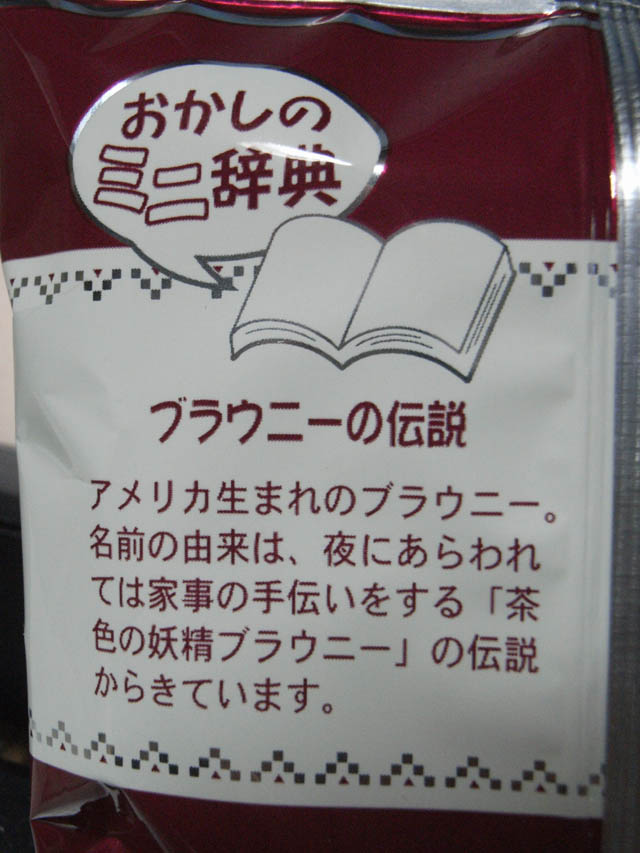 おかしの
ミニ辞典
ブラウニーの伝説
アメリカ生まれのブラウニー。
名前の由来は、夜にあらわれ
ては家事の手伝いをする「茶
色の妖精ブラウニー」の伝説
からきています。